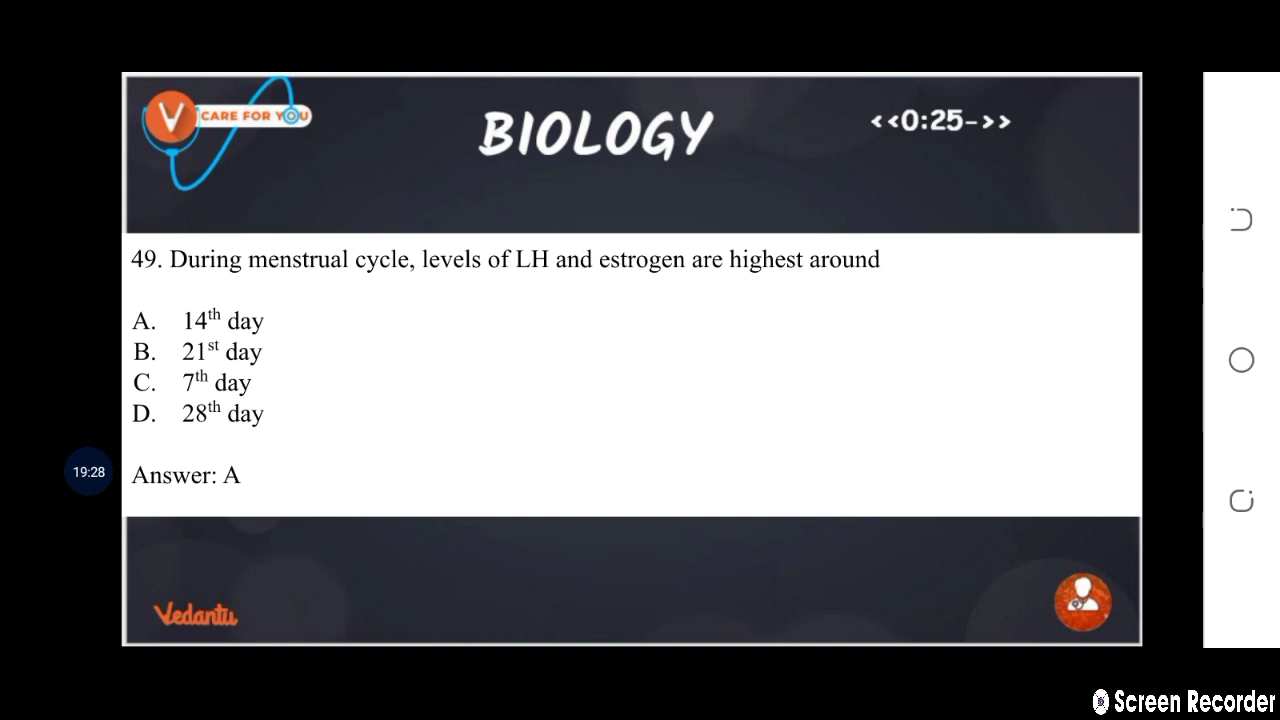 V CARE FOR YOU
BIOLOGY
<<0:25->>
49. During menstrual cycle, levels of LH and estrogen are highest around
A. 14th day
B. 21st day
C. 7th day
D. 28th day
19:28
Answer: A
Vedantu
Screen Recorder